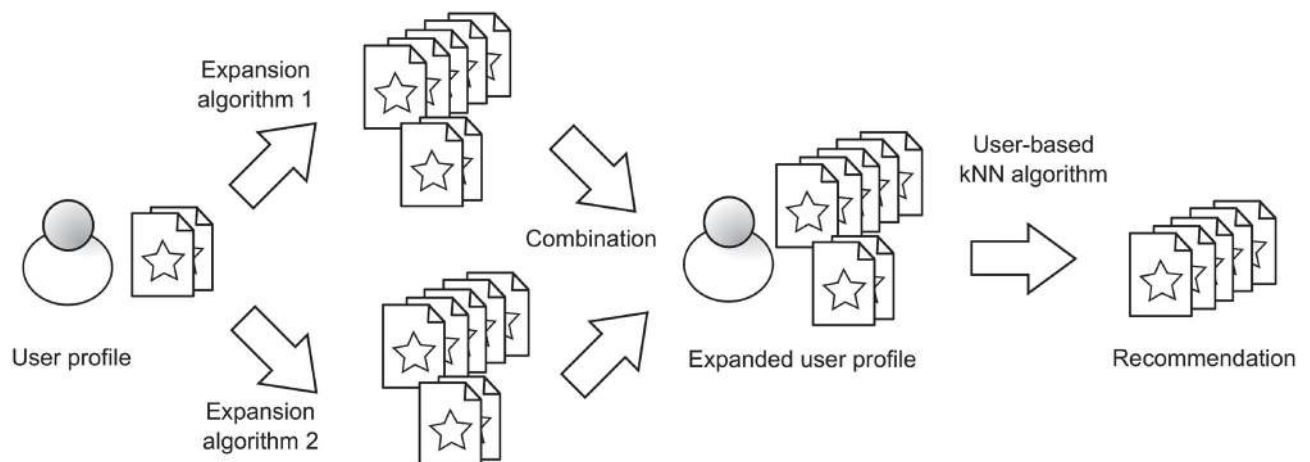 Expansion
algorithm 1
User profile
Expansion
algorithm 2
Combination
Expanded user profile
User-based
kNN algorithm
Recommendation